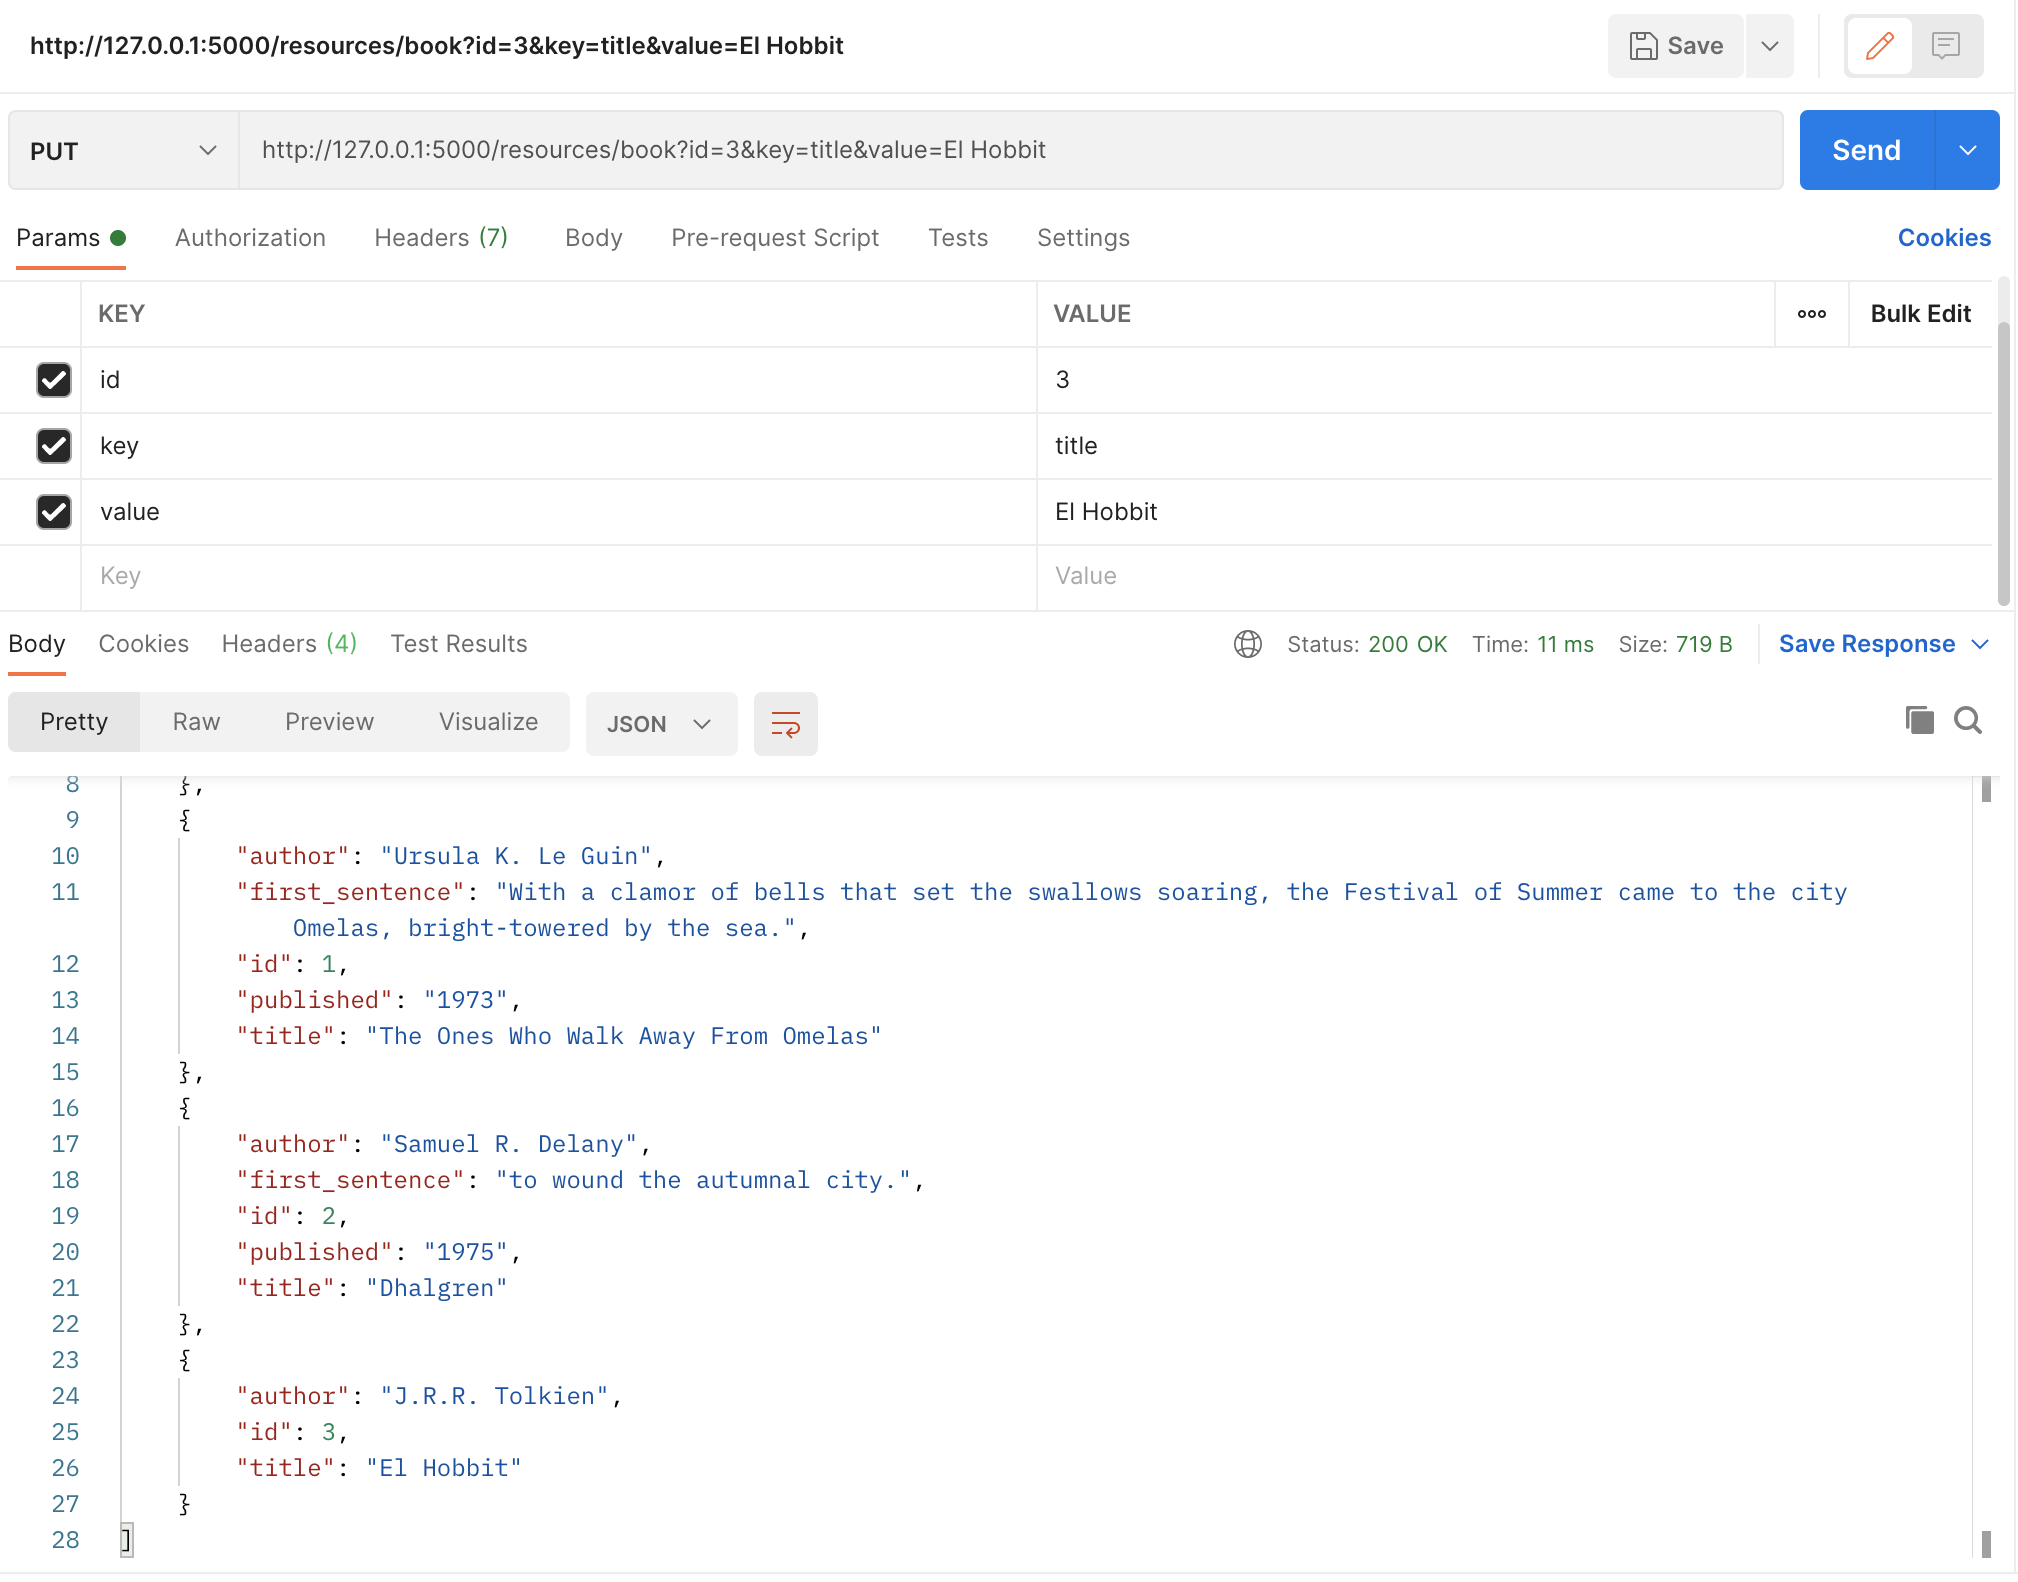 http://127.0.0.1:5000/resources/book?id=3&key=title&value=El Hobbit
Save
PUT
http://127.0.0.1:5000/resources/book?id=3&key=title&value=El Hobbit
Send
Params
Authorization
Headers (7)
Body
Pre-request Script
Tests
Settings
Cookies
KEY
VALUE
Bulk Edit
id
3
key
title
value
El Hobbit
Key
Value
Body
Cookies
Headers (4)
Test Results
Status: 200 OK
Time: 11 ms
Size: 719 B
Save Response
Pretty
Raw
Preview
Visualize
JSON
8 },
9 {
10 "author": "Ursula K. Le Guin",
11 "first_sentence": "With a clamor of bells that set the swallows soaring, the Festival of Summer came to the city
Omelas, bright-towered by the sea.",
12 "id": 1,
13 "published": "1973",
14 "title": "The Ones Who Walk Away From Omelas"
15 },
16 {
17 "author": "Samuel R. Delany",
18 "first_sentence": "to wound the autumnal city.",
19 "id": 2,
20 "published": "1975",
21 "title": "Dhalgren"
22 },
23 {
24 "author": "J.R.R. Tolkien",
25 "id": 3,
26 "title": "El Hobbit"
27 }
28 ]